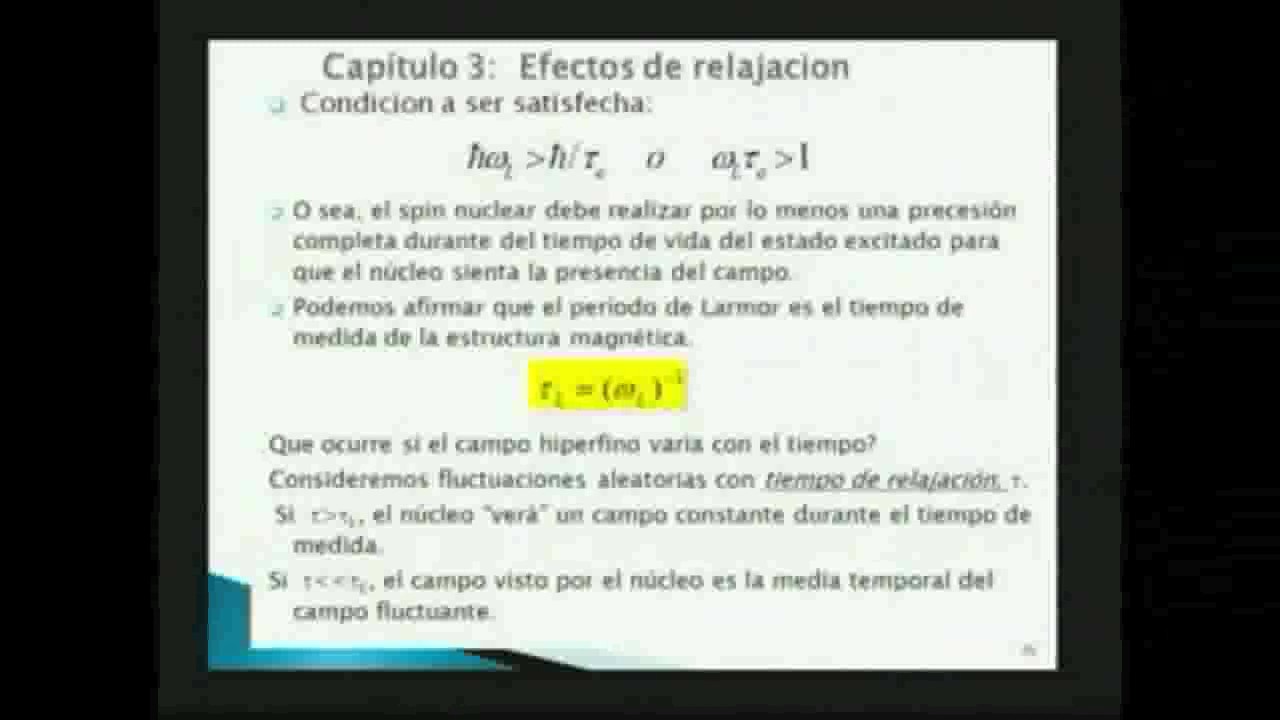 Capítulo 3: Efectos de relajacion
Condicion a ser satisfecha:
ℏω_L > ℏ/τ_e o ω_L τ_e > 1
O sea, el spin nuclear debe realizar por lo menos una precesión
completa durante del tiempo de vida del estado excitado para
que el núcleo sienta la presencia del campo.
Podemos afirmar que el periodo de Larmor es el tiempo de
medida de la estructura magnética.
τ_L = (ω_L)⁻¹
Que ocurre si el campo hiperfino varia con el tiempo?
Consideremos fluctuaciones aleatorias con tiempo de relajación, τ.
Si τ>τ_L, el núcleo "verá" un campo constante durante el tiempo de
medida.
Si τ<<τ_L, el campo visto por el núcleo es la media temporal del
campo fluctuante.